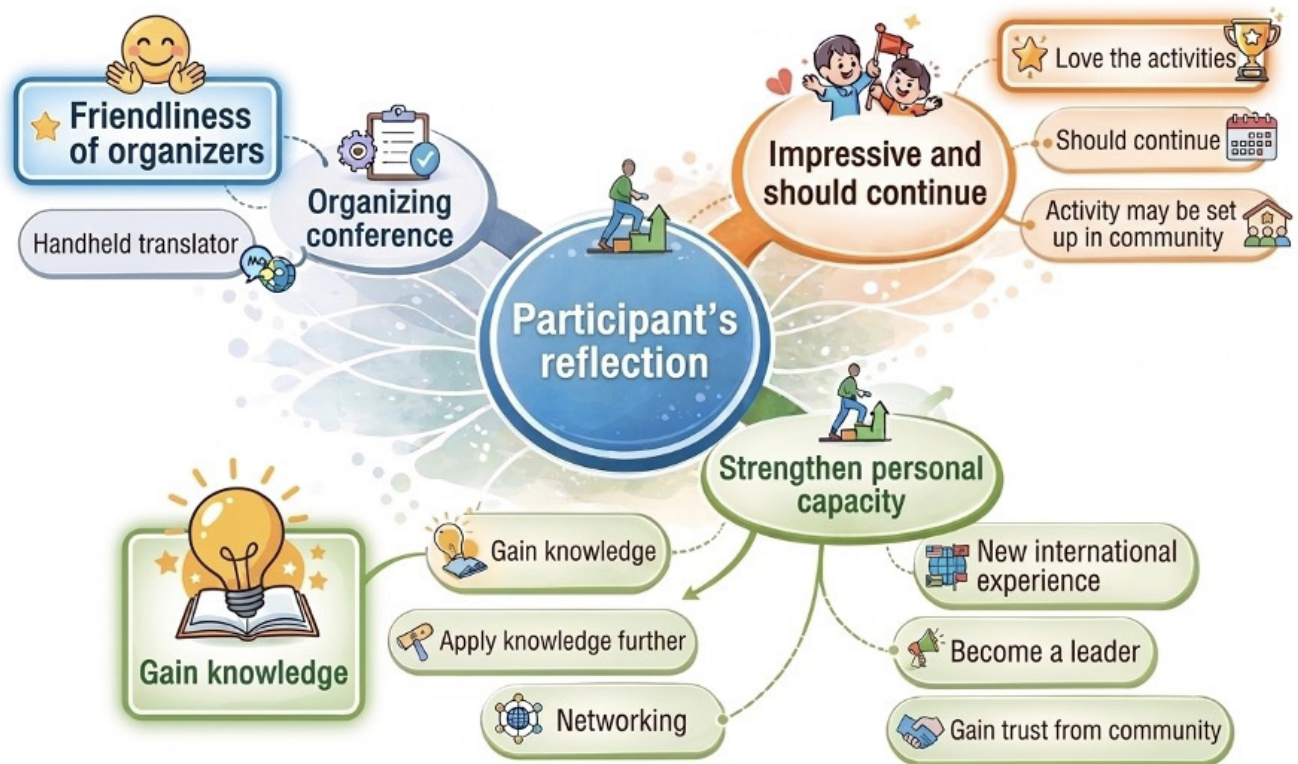 Friendliness
of organizers
Handheld translator
Organizing
conference
Impressive and
should continue
Love the activities
Should continue
Activity may be set
up in community
Participant's
reflection
Strengthen personal
capacity
Gain knowledge
Gain knowledge
Apply knowledge further
Networking
New international
experience
Become a leader
Gain trust from community